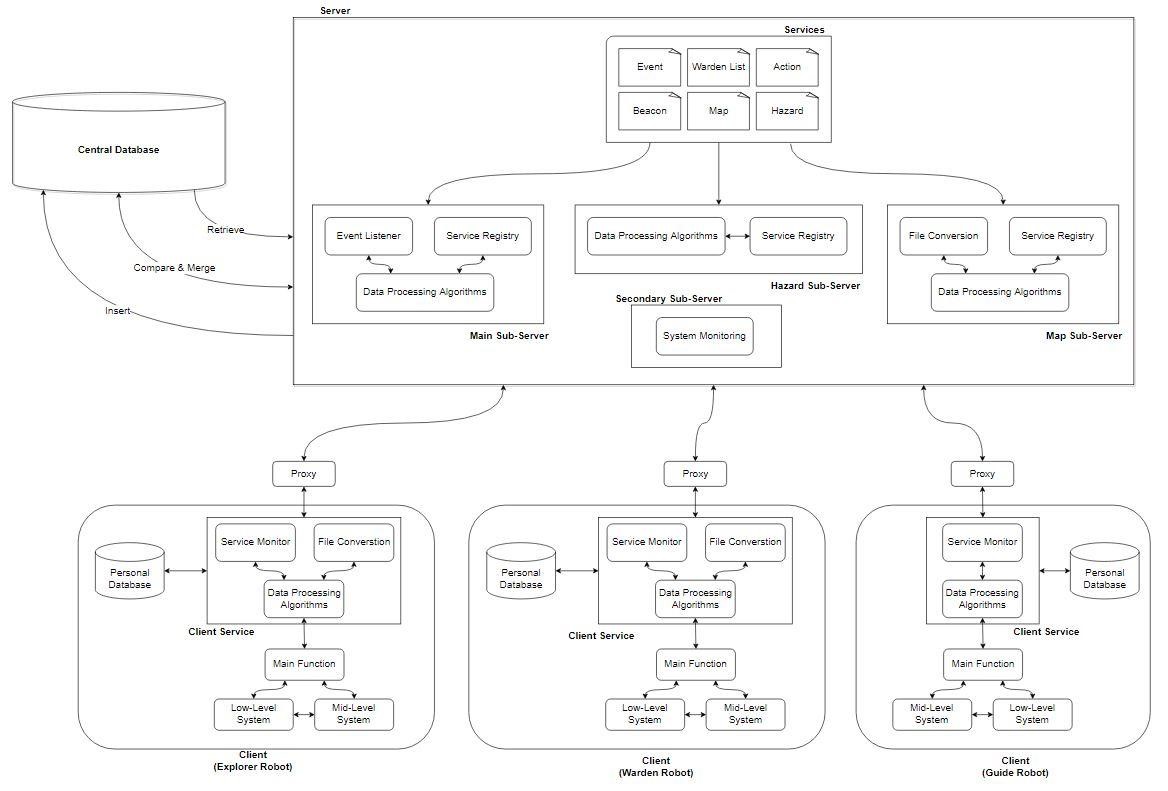 Server
Services
Event
Warden List
Action
Beacon
Map
Hazard
Central Database
Retrieve
Compare & Merge
Insert
Event Listener
Service Registry
Data Processing Algorithms
Main Sub-Server
Data Processing Algorithms
Service Registry
Hazard Sub-Server
Secondary Sub-Server
System Monitoring
File Conversion
Service Registry
Data Processing Algorithms
Map Sub-Server
Proxy
Service Monitor
File Converstion
Personal
Database
Data Processing
Algorithms
Client Service
Main Function
Low-Level
System
Mid-Level
System
Client
(Explorer Robot)
Proxy
Service Monitor
File Converstion
Personal
Database
Data Processing
Algorithms
Client Service
Main Function
Low-Level
System
Mid-Level
System
Client
(Warden Robot)
Proxy
Service Monitor
Personal
Database
Data Processing
Algorithms
Client Service
Main Function
Mid-Level
System
Low-Level
System
Client
(Guide Robot)